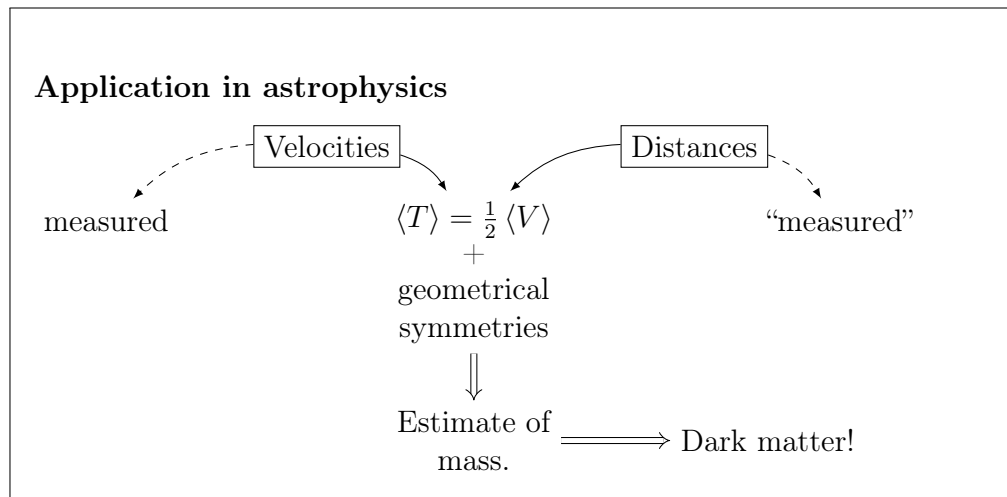 Application in astrophysics
Velocities
Distances
measured
⟨T⟩ = 1/2 ⟨V⟩
“measured”
+
geometrical
symmetries
Estimate of
mass.
Dark matter!